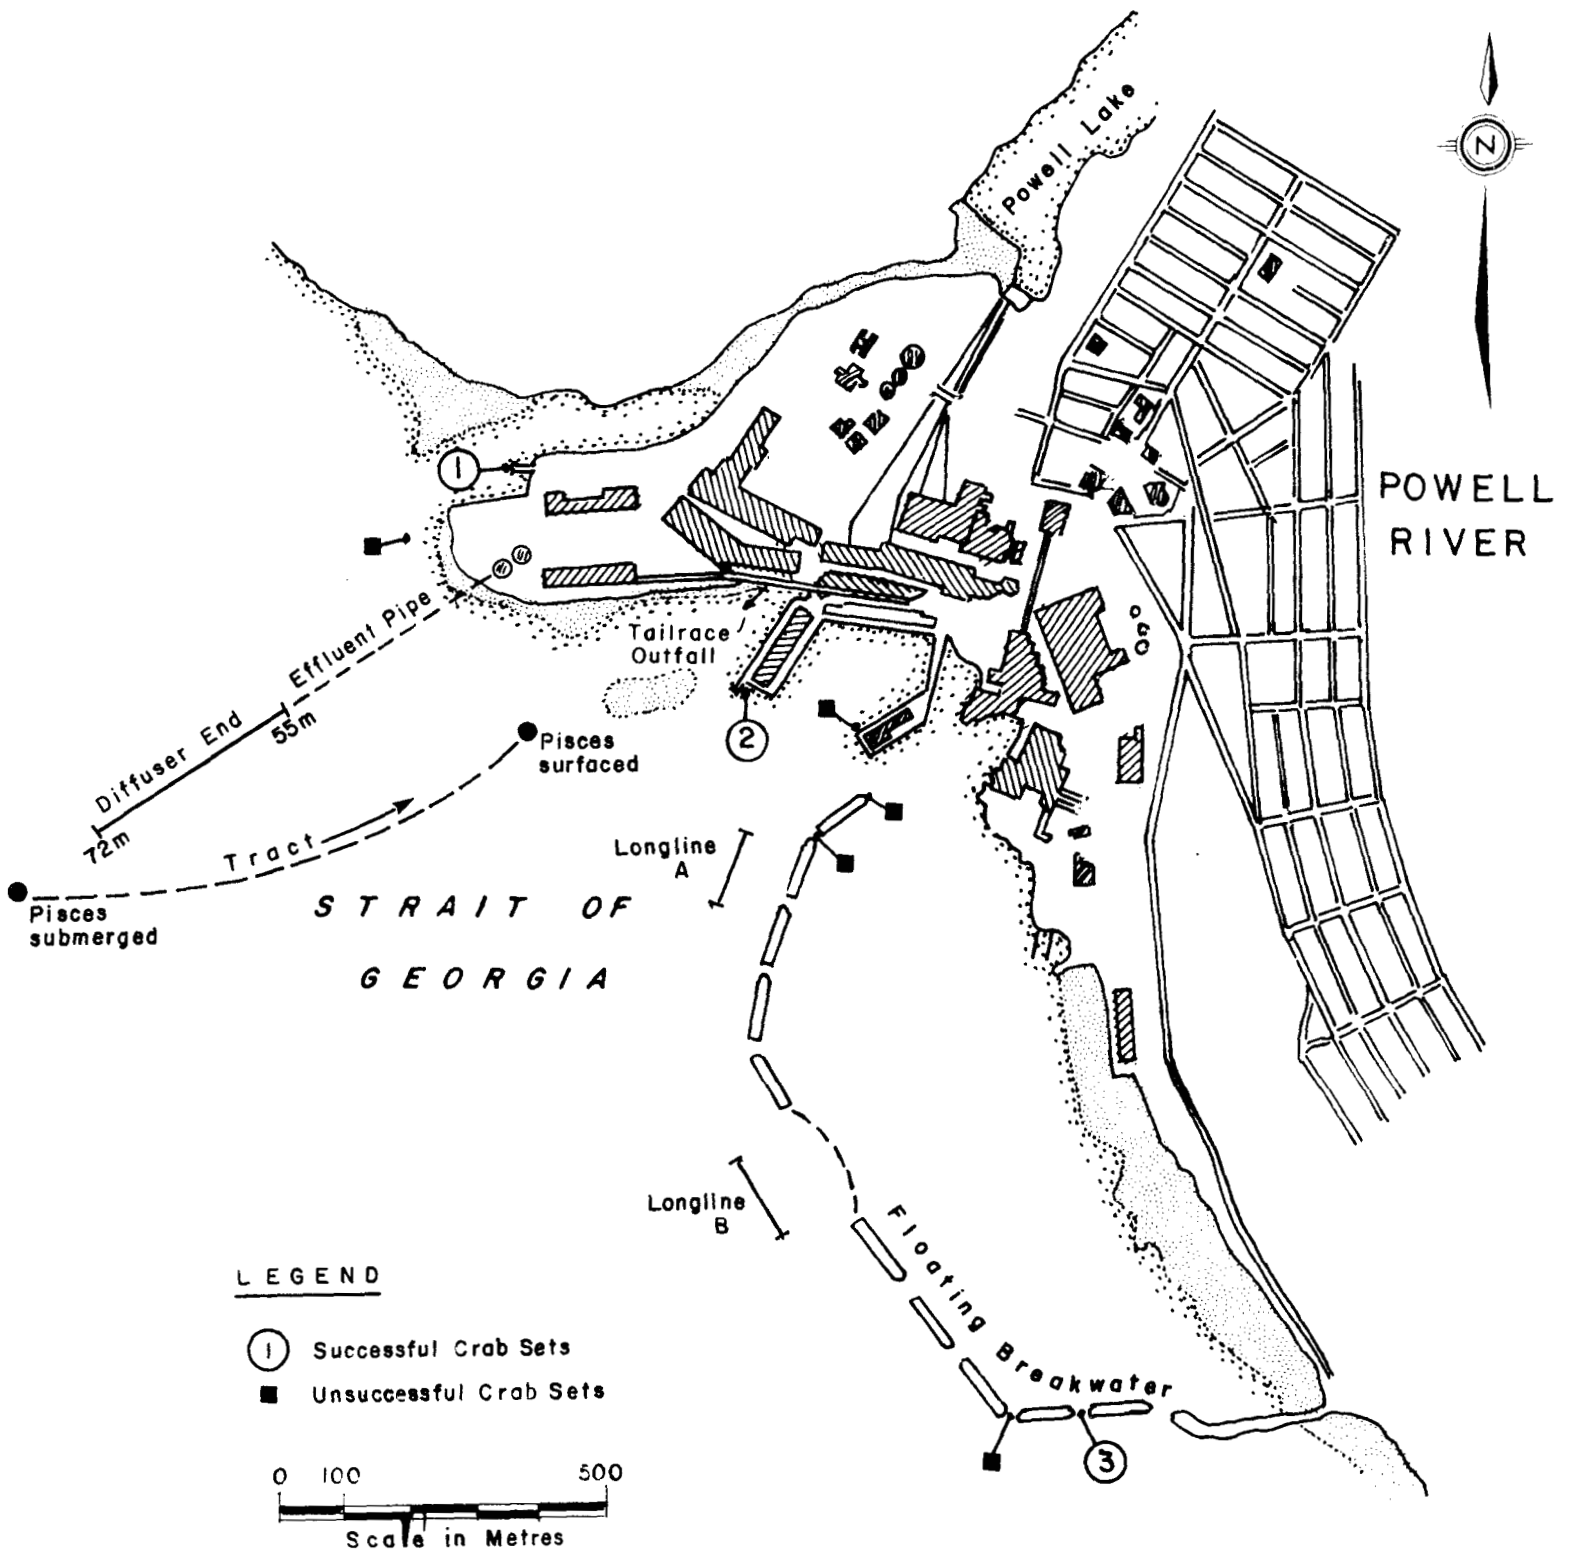 Powell Lake
N
POWELL
RIVER
1
Effluent Pipe
Tailrace
Outfall
Diffuser End
55m
72m
2
Pisces
surfaced
Tract
Longline
A
Pisces
submerged
STRAIT OF
GEORGIA
Longline
B
Floating Breakwater
3
LEGEND
1 Successful Crab Sets
Unsuccessful Crab Sets
0 100 500
Scale in Metres